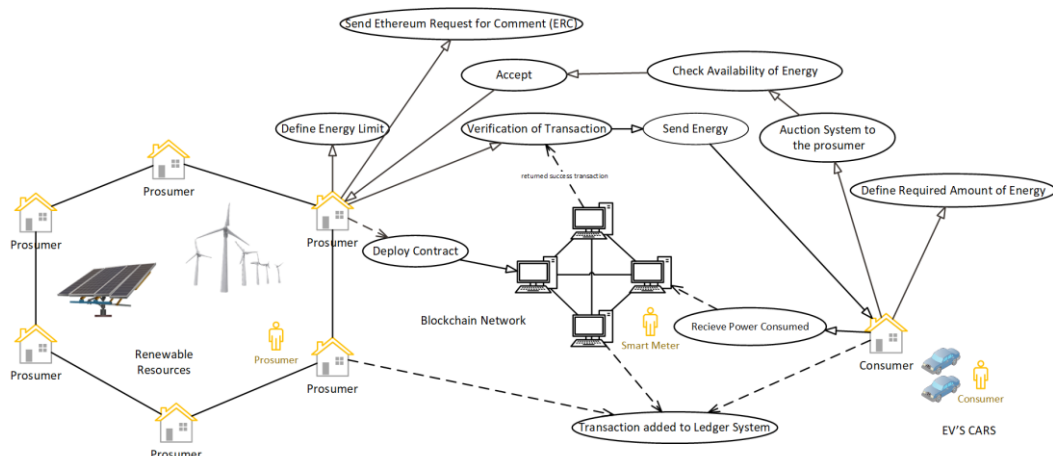 Send Ethereum Request for Comment (ERC)
Accept
Check Availability of Energy
Define Energy Limit
Verification of Transaction
Send Energy
Auction System to
the prosumer
Prosumer
returned success transaction
Define Required Amount of Energy
Prosumer
Prosumer
Deploy Contract
Blockchain Network
Smart Meter
Recieve Power Consumed
Prosumer
Renewable
Resources
Prosumer
Prosumer
Consumer
Consumer
Transaction added to Ledger System
EV'S CARS
Prosumer